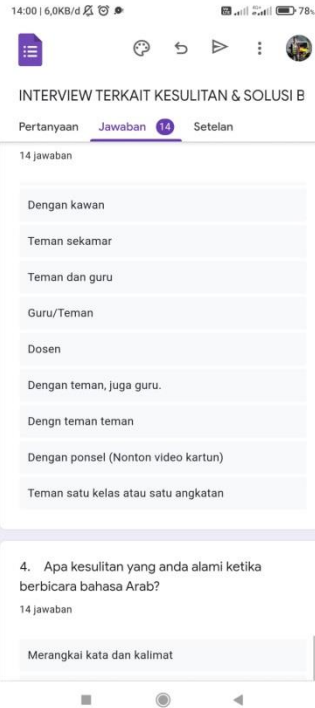 14:00 | 6,0KB/d
78%
INTERVIEW TERKAIT KESULITAN & SOLUSI B
Pertanyaan Jawaban 14 Setelan
14 jawaban
Dengan kawan
Teman sekamar
Teman dan guru
Guru/Teman
Dosen
Dengan teman, juga guru.
Dengn teman teman
Dengan ponsel (Nonton video kartun)
Teman satu kelas atau satu angkatan
4. Apa kesulitan yang anda alami ketika
berbicara bahasa Arab?
14 jawaban
Merangkai kata dan kalimat